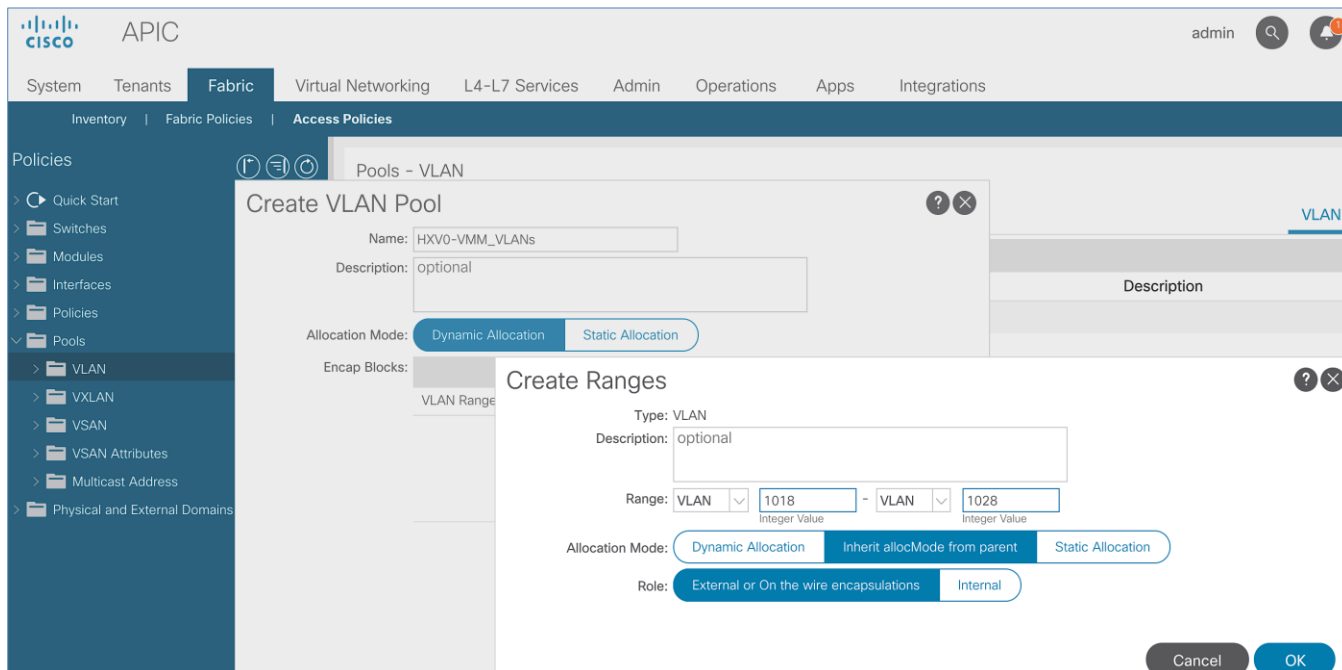 CISCO
APIC
admin
1
System Tenants Fabric Virtual Networking L4-L7 Services Admin Operations Apps Integrations
Inventory | Fabric Policies | Access Policies
Policies
Pools - VLAN
Quick Start
Switches
Modules
Interfaces
Policies
Pools
VLAN
VXLAN
VSAN
VSAN Attributes
Multicast Address
Physical and External Domains
VLAN
Description
Create VLAN Pool
?
Name: HXV0-VMM_VLANs
Description: optional
Allocation Mode: Dynamic Allocation Static Allocation
Encap Blocks:
VLAN Range
Create Ranges
?
Type: VLAN
Description: optional
Range: VLAN 1018 - VLAN 1028
Integer Value Integer Value
Allocation Mode: Dynamic Allocation Inherit allocMode from parent Static Allocation
Role: External or On the wire encapsulations Internal
Cancel OK